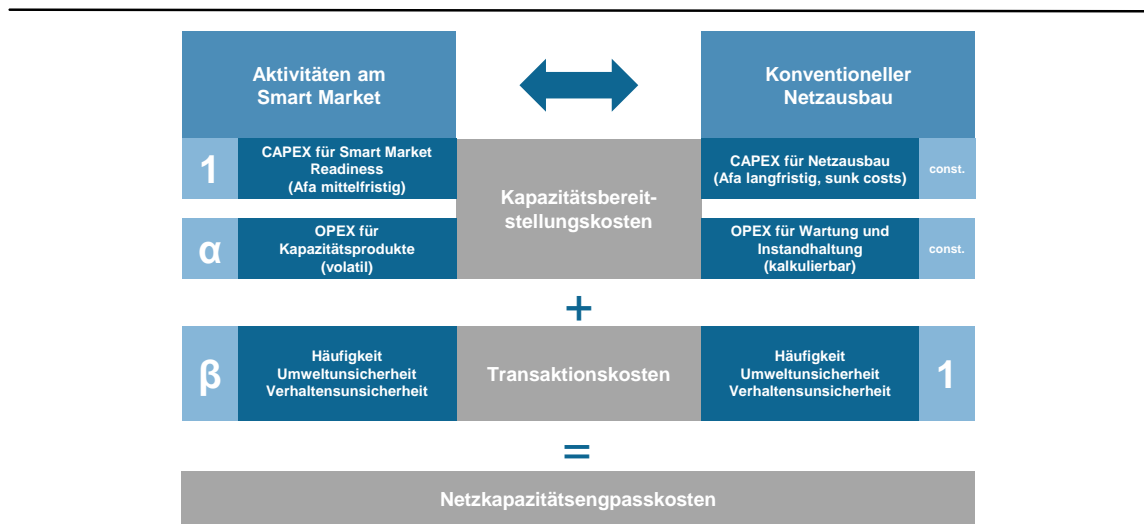 Aktivitäten am
Smart Market
Konventioneller
Netzausbau
1
CAPEX für Smart Market
Readiness
(Afa mittelfristig)
Kapazitätsbereit-
stellungskosten
CAPEX für Netzausbau
(Afa langfristig, sunk costs)
const.
α
OPEX für
Kapazitätsprodukte
(volatil)
OPEX für Wartung und
Instandhaltung
(kalkulierbar)
const.
+
β
Häufigkeit
Umweltunsicherheit
Verhaltensunsicherheit
Transaktionskosten
Häufigkeit
Umweltunsicherheit
Verhaltensunsicherheit
1
=
Netzkapazitätsengpasskosten